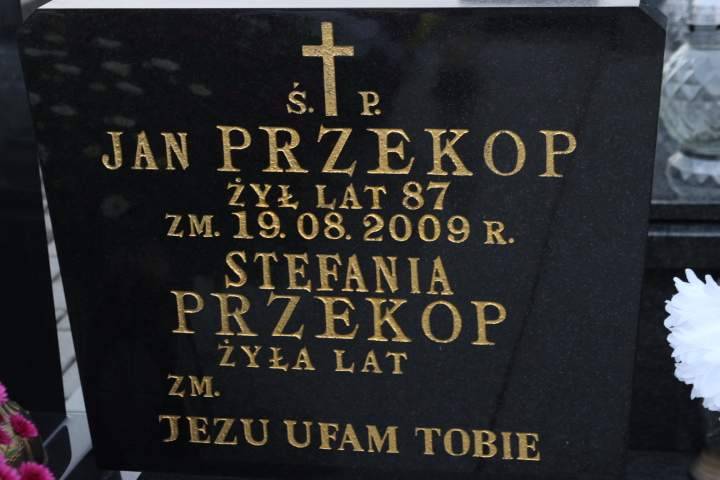 Ś. P.
JAN PRZEKOP
ŻYŁ LAT 87
ZM. 19.08.2009 R.
STEFANIA
PRZEKOP
ŻYŁA LAT
ZM.
JEZU UFAM TOBIE